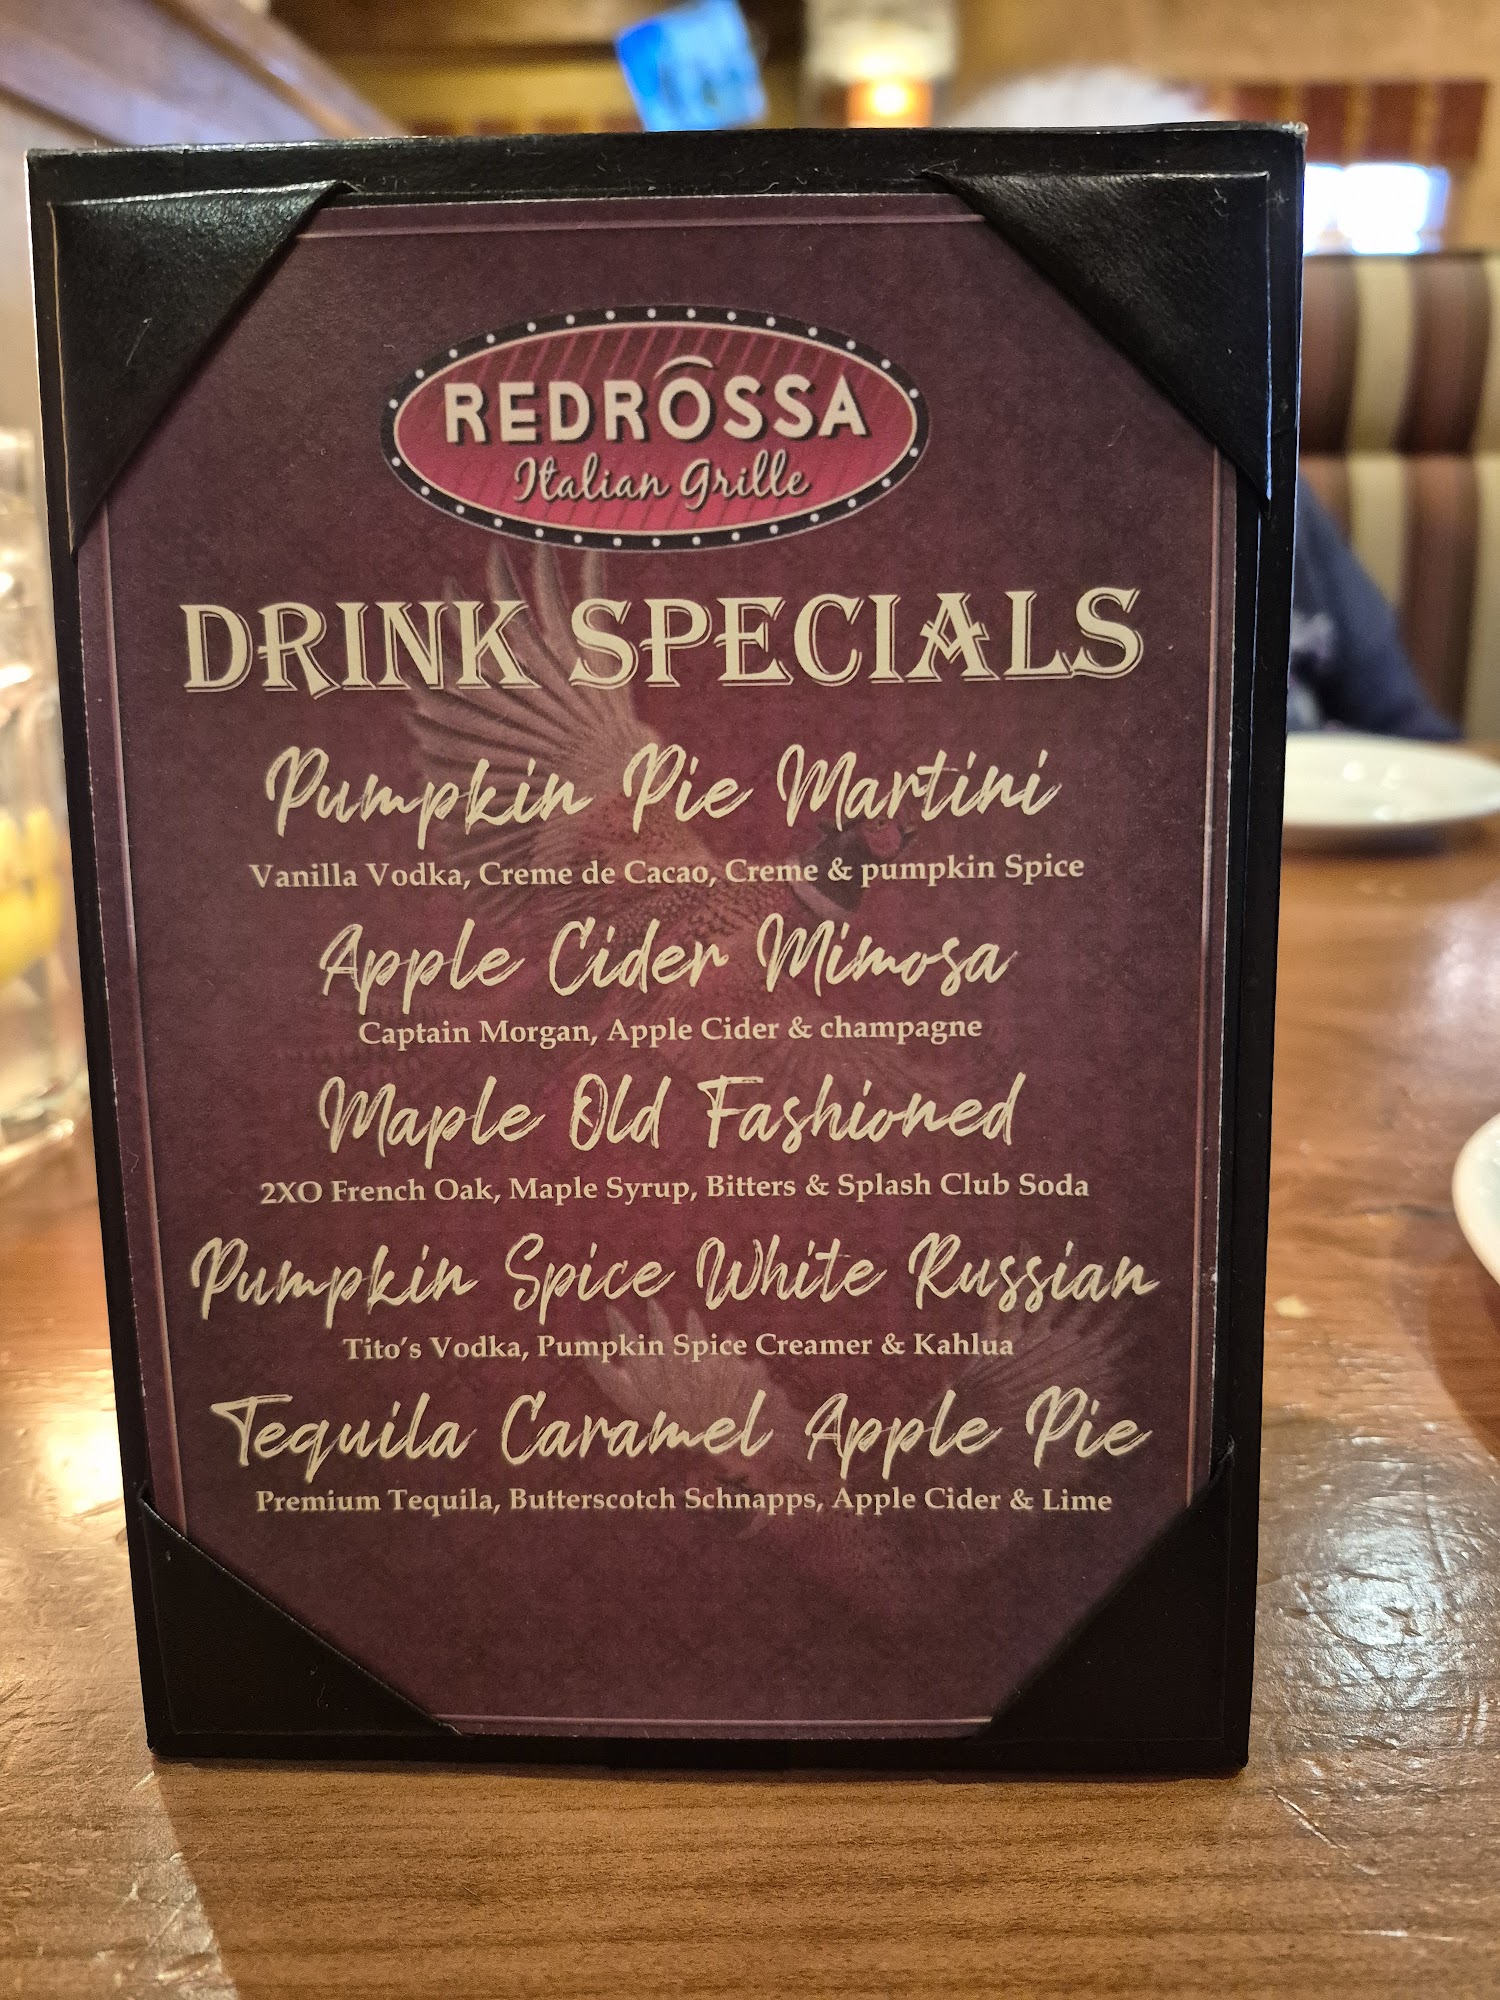 REDRÔSSA
Italian Grille
DRINK SPECIALS
Pumpkin Pie Martini
Vanilla Vodka, Creme de Cacao, Creme & pumpkin Spice
Apple Cider Mimosa
Captain Morgan, Apple Cider & champagne
Maple Old Fashioned
2XO French Oak, Maple Syrup, Bitters & Splash Club Soda
Pumpkin Spice White Russian
Tito's Vodka, Pumpkin Spice Creamer & Kahlua
Tequila Caramel Apple Pie
Premium Tequila, Butterscotch Schnapps, Apple Cider & Lime